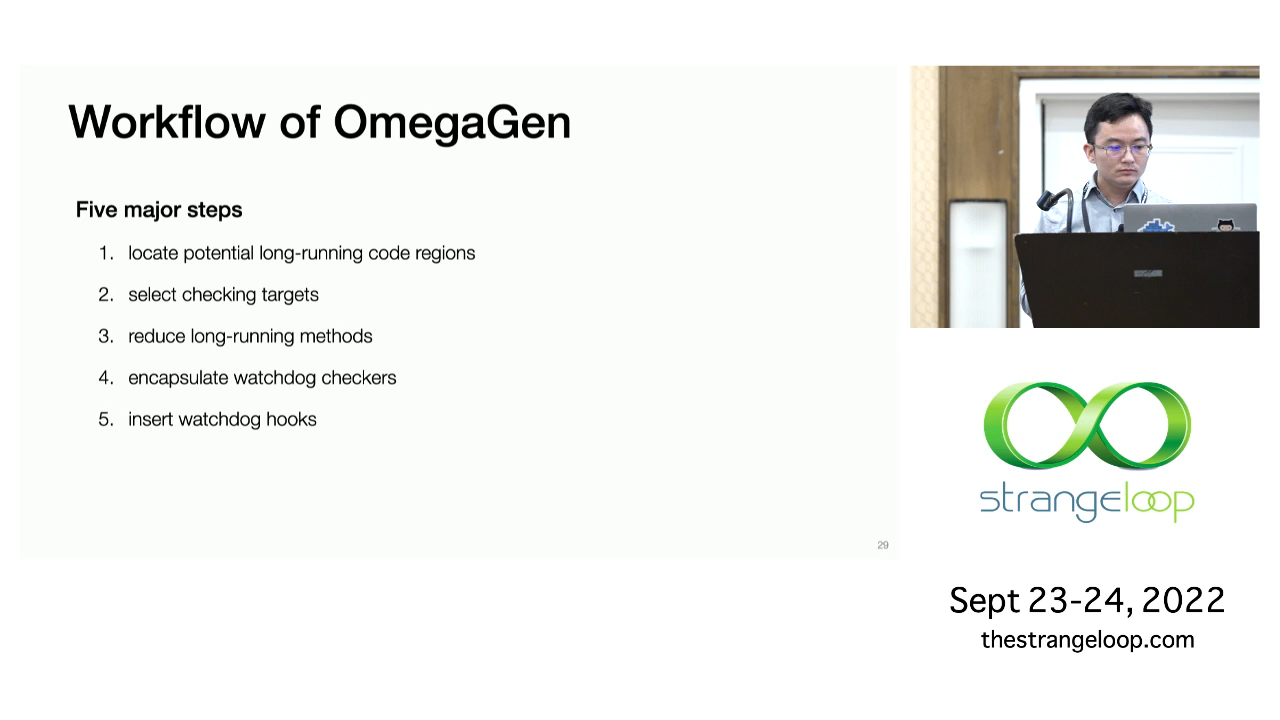 Workflow of OmegaGen
Five major steps
1. locate potential long-running code regions
2. select checking targets
3. reduce long-running methods
4. encapsulate watchdog checkers
5. insert watchdog hooks
29
strangeloop
Sept 23-24, 2022
thestrangeloop.com